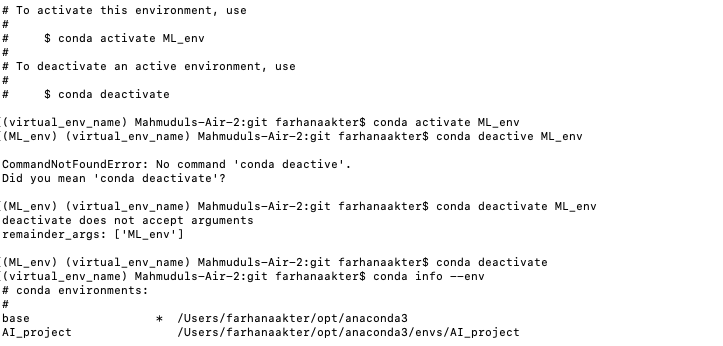 # To activate this environment, use
#
#     $ conda activate ML_env
#
# To deactivate an active environment, use
#
#     $ conda deactivate
[(virtual_env_name) Mahmuduls-Air-2:git farhanaakter$ conda activate ML_env
[(ML_env) (virtual_env_name) Mahmuduls-Air-2:git farhanaakter$ conda deactive ML_env
CommandNotFoundError: No command 'conda deactive'.
Did you mean 'conda deactivate'?
[(ML_env) (virtual_env_name) Mahmuduls-Air-2:git farhanaakter$ conda deactivate ML_env
deactivate does not accept arguments
remainder_args: ['ML_env']
[(ML_env) (virtual_env_name) Mahmuduls-Air-2:git farhanaakter$ conda deactivate
[(virtual_env_name) Mahmuduls-Air-2:git farhanaakter$ conda info --env
# conda environments:
#
base                  *  /Users/farhanaakter/opt/anaconda3
AI_project               /Users/farhanaakter/opt/anaconda3/envs/AI_project